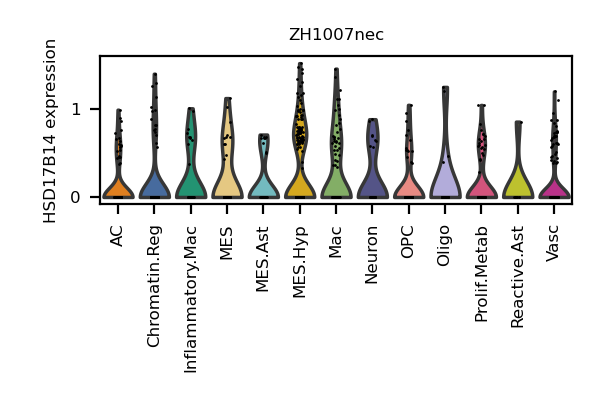 ZH1007nec
HSD17B14 expression
1
0
AC
Chromatin.Reg
Inflammatory.Mac
MES
MES.Ast
MES.Hyp
Mac
Neuron
OPC
Oligo
Prolif.Metab
Reactive.Ast
Vasc